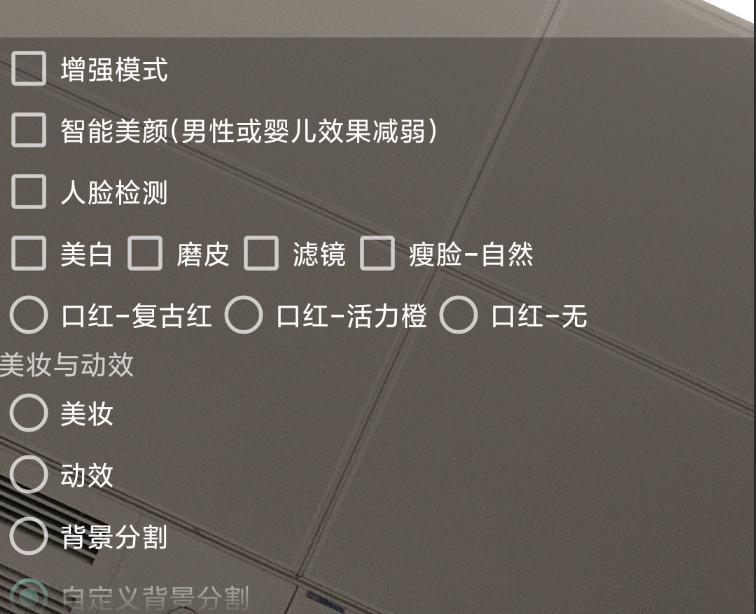 增强模式
智能美颜(男性或婴儿效果减弱)
人脸检测
美白 磨皮 滤镜 瘦脸-自然
口红-复古红 口红-活力橙 口红-无
美妆与动效
美妆
动效
背景分割
自定义背景分割